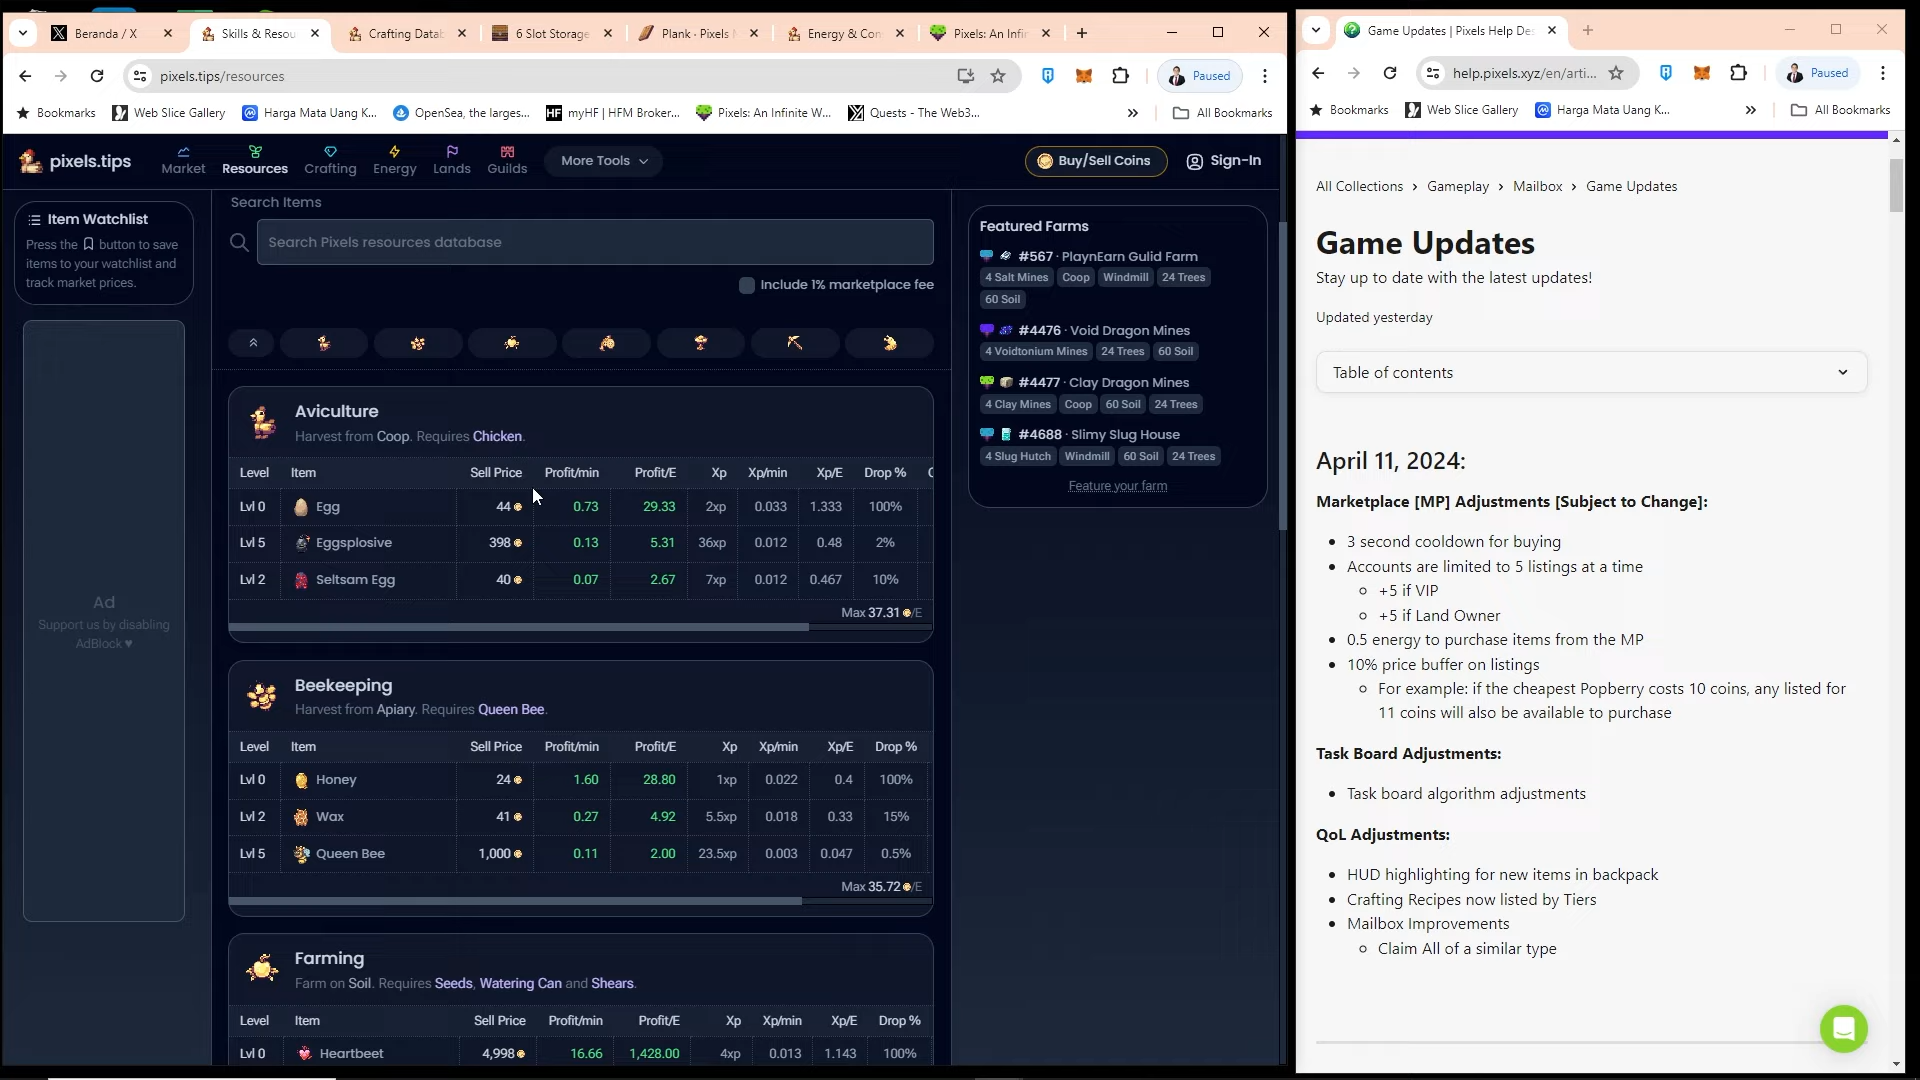 Beranda / X
Skills & Resou
Crafting Datab
6 Slot Storage
Plank · Pixels
Energy & Con
Pixels: An Infin
pixels.tips/resources
Paused
Bookmarks
Web Slice Gallery
Harga Mata Uang K...
OpenSea, the larges...
myHF | HFM Broker...
Pixels: An Infinite W...
Quests - The Web3...
»
All Bookmarks
pixels.tips
Market
Resources
Crafting
Energy
Lands
Guilds
More Tools
Buy/Sell Coins
Sign-In
Item Watchlist
Press the button to save
items to your watchlist and
track market prices.
Ad
Support us by disabling
AdBlock ♥
Search Items
Search Pixels resources database
Include 1% marketplace fee
Aviculture
Harvest from Coop. Requires Chicken.
Level Item Sell Price Profit/min Profit/E Xp Xp/min Xp/E Drop %
Lvl 0 Egg 44 0.73 29.33 2xp 0.033 1.333 100%
Lvl 5 Eggsplosive 398 0.13 5.31 36xp 0.012 0.48 2%
Lvl 2 Seltsam Egg 40 0.07 2.67 7xp 0.012 0.467 10%
Max 37.31 /E
Beekeeping
Harvest from Apiary. Requires Queen Bee.
Level Item Sell Price Profit/min Profit/E Xp Xp/min Xp/E Drop %
Lvl 0 Honey 24 1.60 28.80 1xp 0.022 0.4 100%
Lvl 2 Wax 41 0.27 4.92 5.5xp 0.018 0.33 15%
Lvl 5 Queen Bee 1,000 0.11 2.00 23.5xp 0.003 0.047 0.5%
Max 35.72 /E
Farming
Farm on Soil. Requires Seeds, Watering Can and Shears.
Level Item Sell Price Profit/min Profit/E Xp Xp/min Xp/E Drop %
Lvl 0 Heartbeet 4,998 16.66 1,428.00 4xp 0.013 1.143 100%
Featured Farms
#567 · PlaynEarn Gulid Farm
4 Salt Mines Coop Windmill 24 Trees
60 Soil
#4476 · Void Dragon Mines
4 Voidtonium Mines 24 Trees 60 Soil
#4477 · Clay Dragon Mines
4 Clay Mines Coop 60 Soil 24 Trees
#4688 · Slimy Slug House
4 Slug Hutch Windmill 60 Soil 24 Trees
Feature your farm
Game Updates | Pixels Help De
help.pixels.xyz/en/arti...
Paused
Bookmarks
Web Slice Gallery
Harga Mata Uang K...
»
All Bookmarks
All Collections > Gameplay > Mailbox > Game Updates
Game Updates
Stay up to date with the latest updates!
Updated yesterday
Table of contents
April 11, 2024:
Marketplace [MP] Adjustments [Subject to Change]:
• 3 second cooldown for buying
• Accounts are limited to 5 listings at a time
◦ +5 if VIP
◦ +5 if Land Owner
• 0.5 energy to purchase items from the MP
• 10% price buffer on listings
◦ For example: if the cheapest Popberry costs 10 coins, any listed for
11 coins will also be available to purchase
Task Board Adjustments:
• Task board algorithm adjustments
QoL Adjustments:
• HUD highlighting for new items in backpack
• Crafting Recipes now listed by Tiers
• Mailbox Improvements
◦ Claim All of a similar type